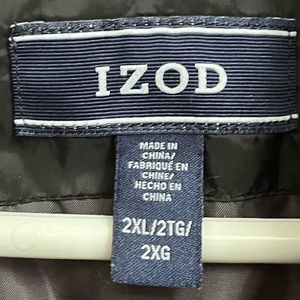 IZOD
MADE IN
CHINA/
FABRIQUÉ EN
CHINE/
HECHO EN
CHINA
2XL/2TG/
2XG